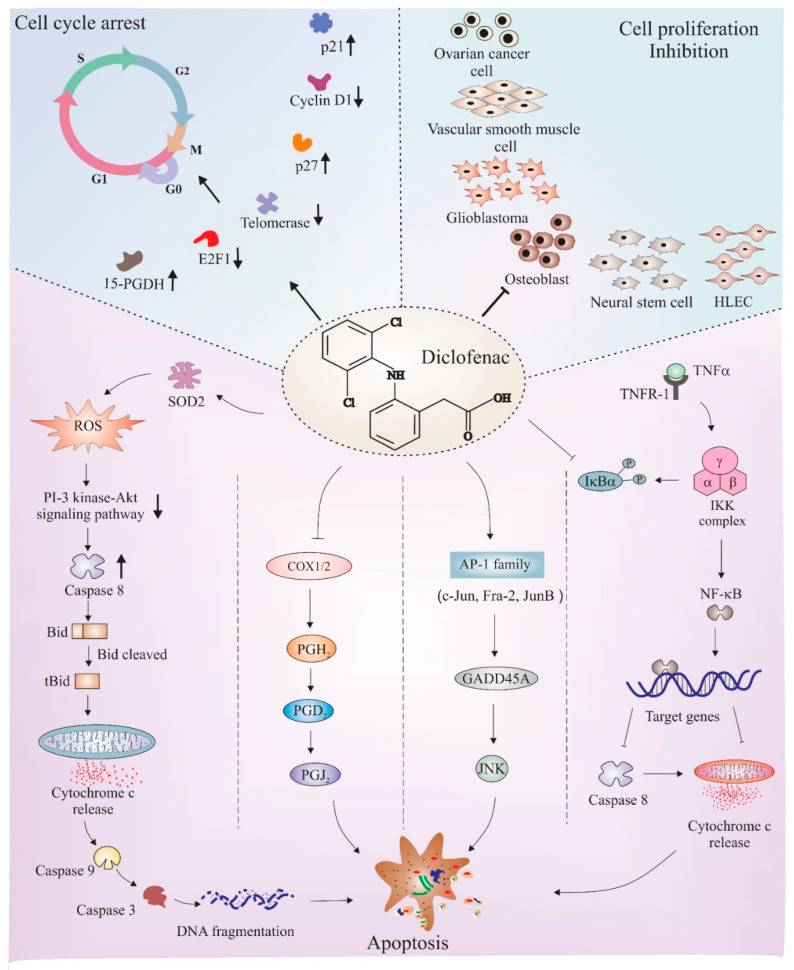 Cell cycle arrest
S
G2
M
G1
G0
p21
Cyclin D1
p27
Telomerase
E2F1
15-PGDH
Cell proliferation
Inhibition
Ovarian cancer
cell
Vascular smooth muscle
cell
Glioblastoma
Osteoblast
Neural stem cell
HLEC
Diclofenac
Cl
NH
Cl
OH
O
SOD2
ROS
PI-3 kinase-Akt
signaling pathway
Caspase 8
Bid
Bid cleaved
tBid
Cytochrome c
release
Caspase 9
Caspase 3
DNA fragmentation
COX1/2
PGH2
PGD2
PGJ2
AP-1 family
(c-Jun, Fra-2, JunB )
GADD45A
JNK
Apoptosis
TNFα
TNFR-1
IκBα
P
P
γ
α
β
IKK
complex
NF-κB
Target genes
Caspase 8
Cytochrome c
release